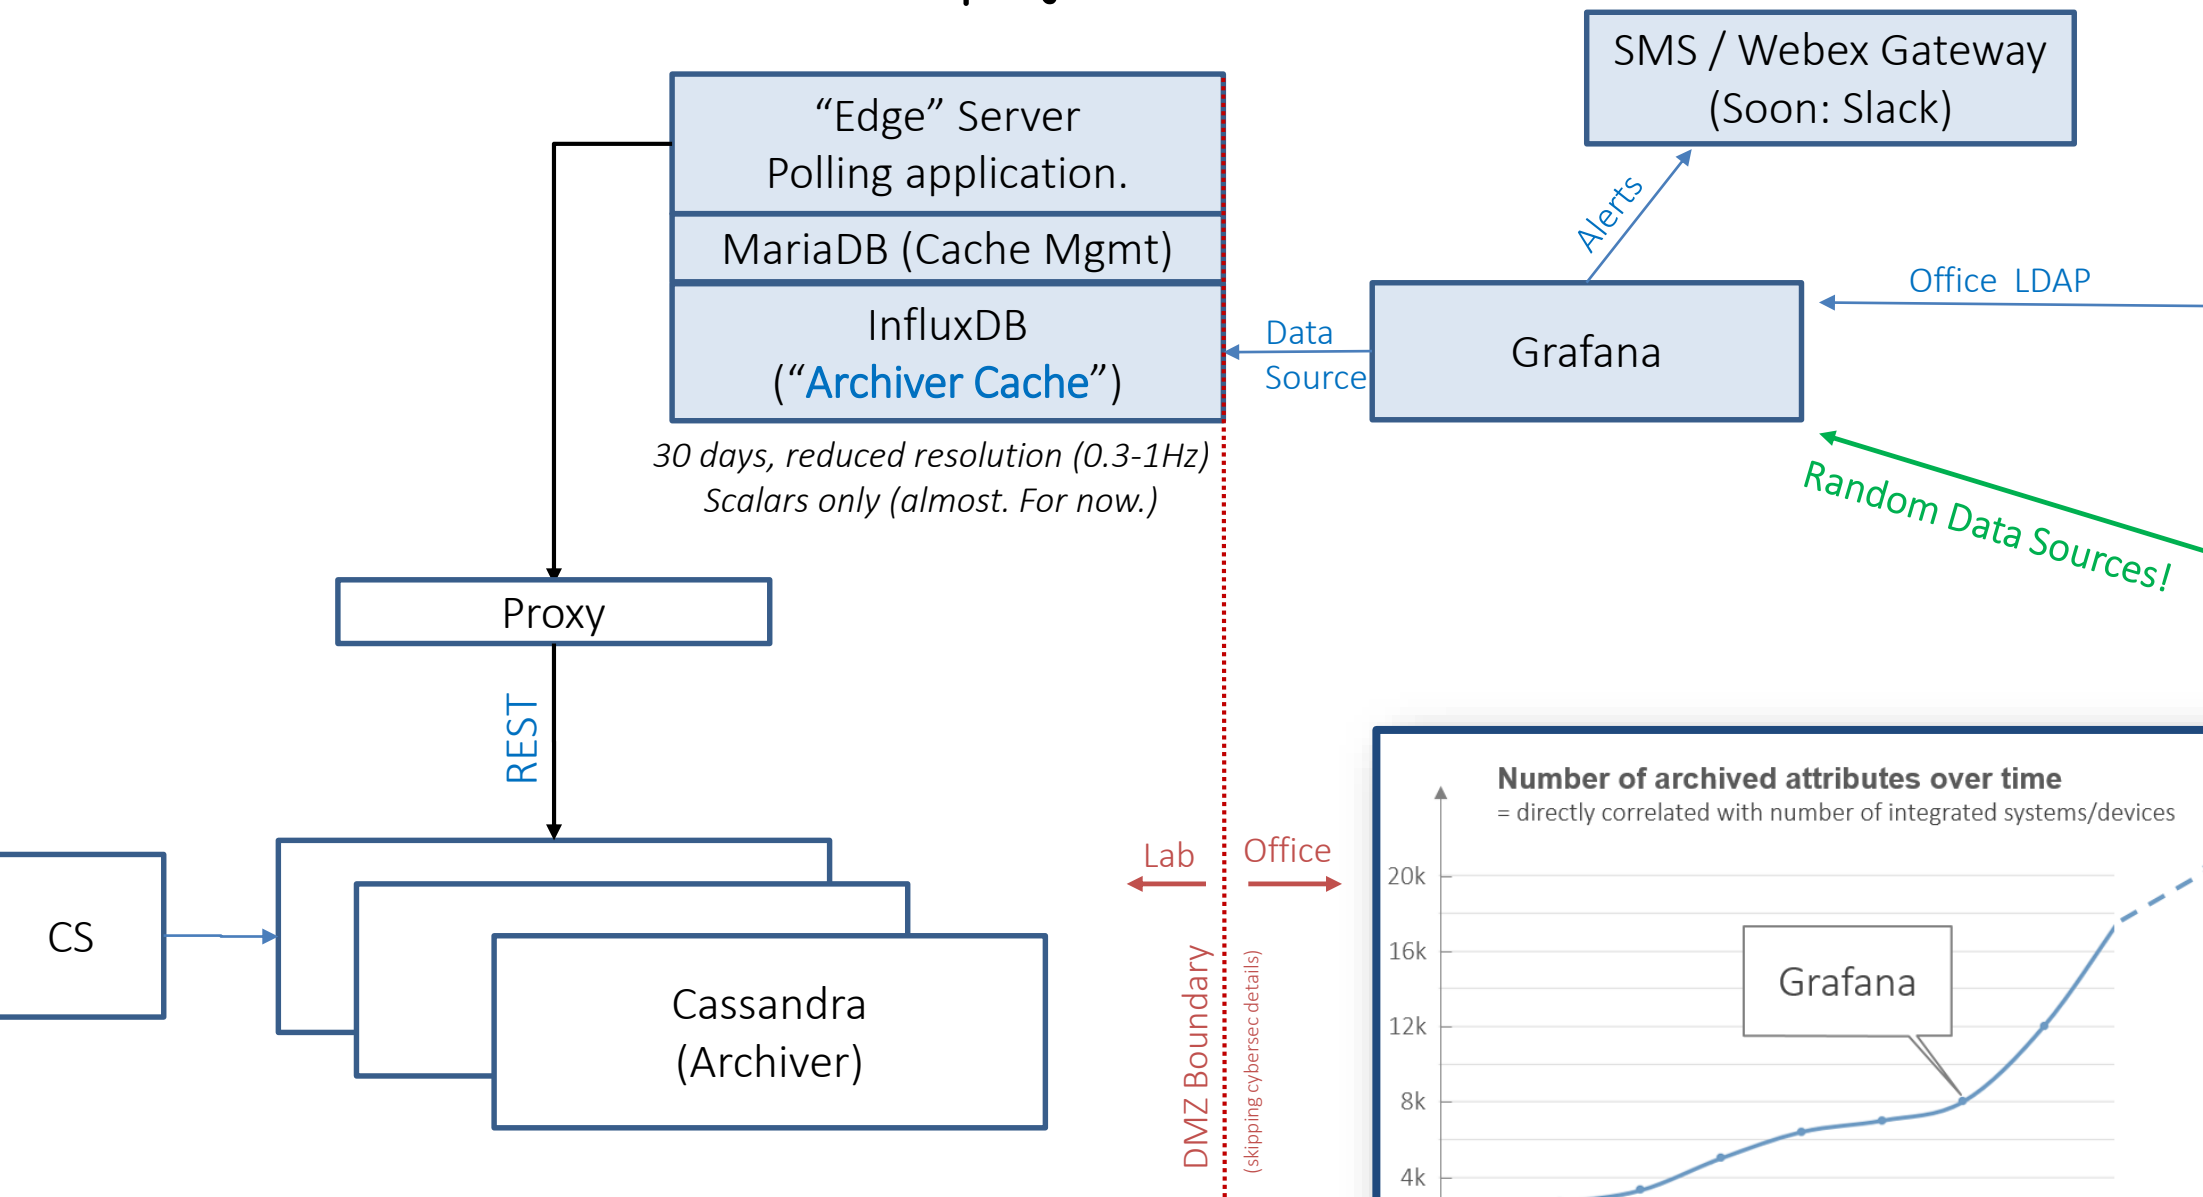 SMS / Webex Gateway
(Soon: Slack)
“Edge” Server
Polling application.
MariaDB (Cache Mgmt)
InfluxDB
(“Archiver Cache”)
30 days, reduced resolution (0.3-1Hz)
Scalars only (almost. For now.)
Alerts
Data
Source
Grafana
Office LDAP
Random Data Sources!
Proxy
REST
CS
Cassandra
(Archiver)
Lab
Office
DMZ Boundary
(skipping cybersec details)
Number of archived attributes over time
= directly correlated with number of integrated systems/devices
20k
16k
12k
8k
4k
Grafana